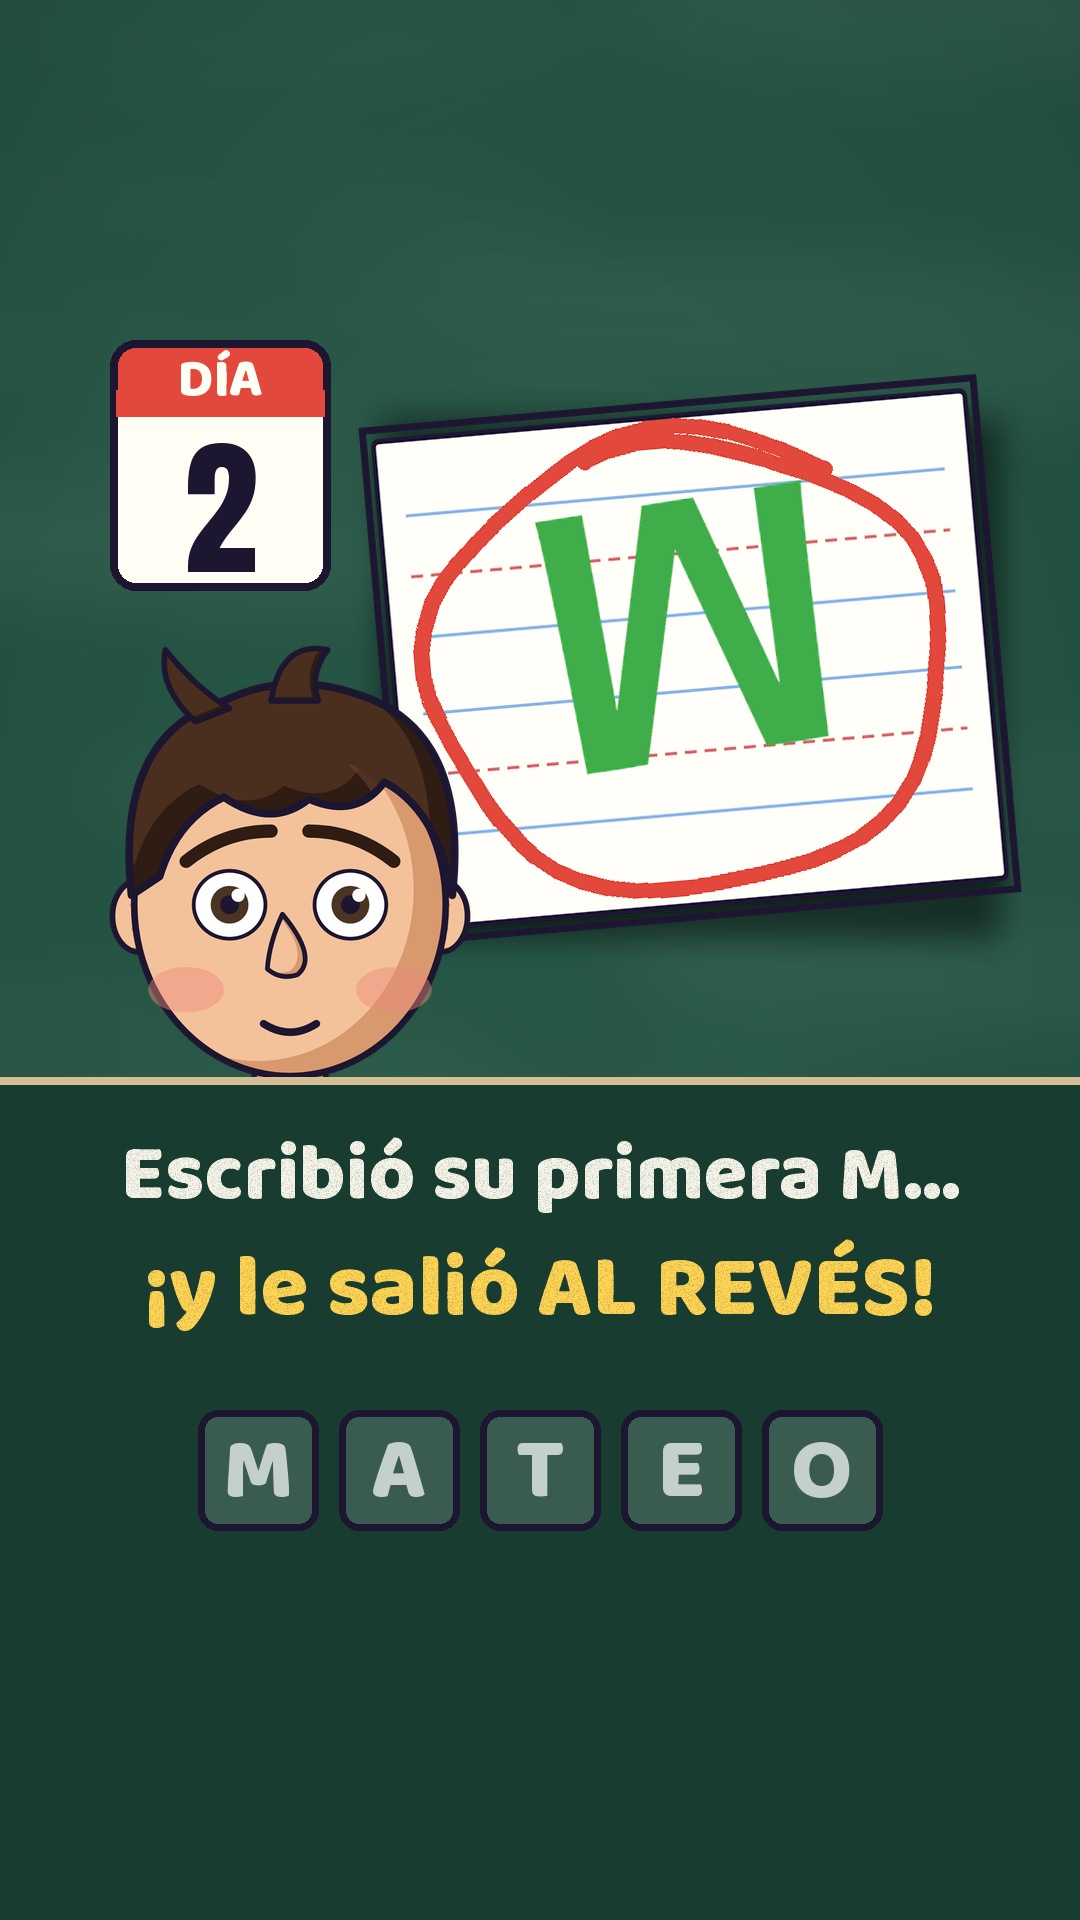 DÍA
2
W
Escribió su primera M...
¡y le salió AL REVÉS!
M A T E O